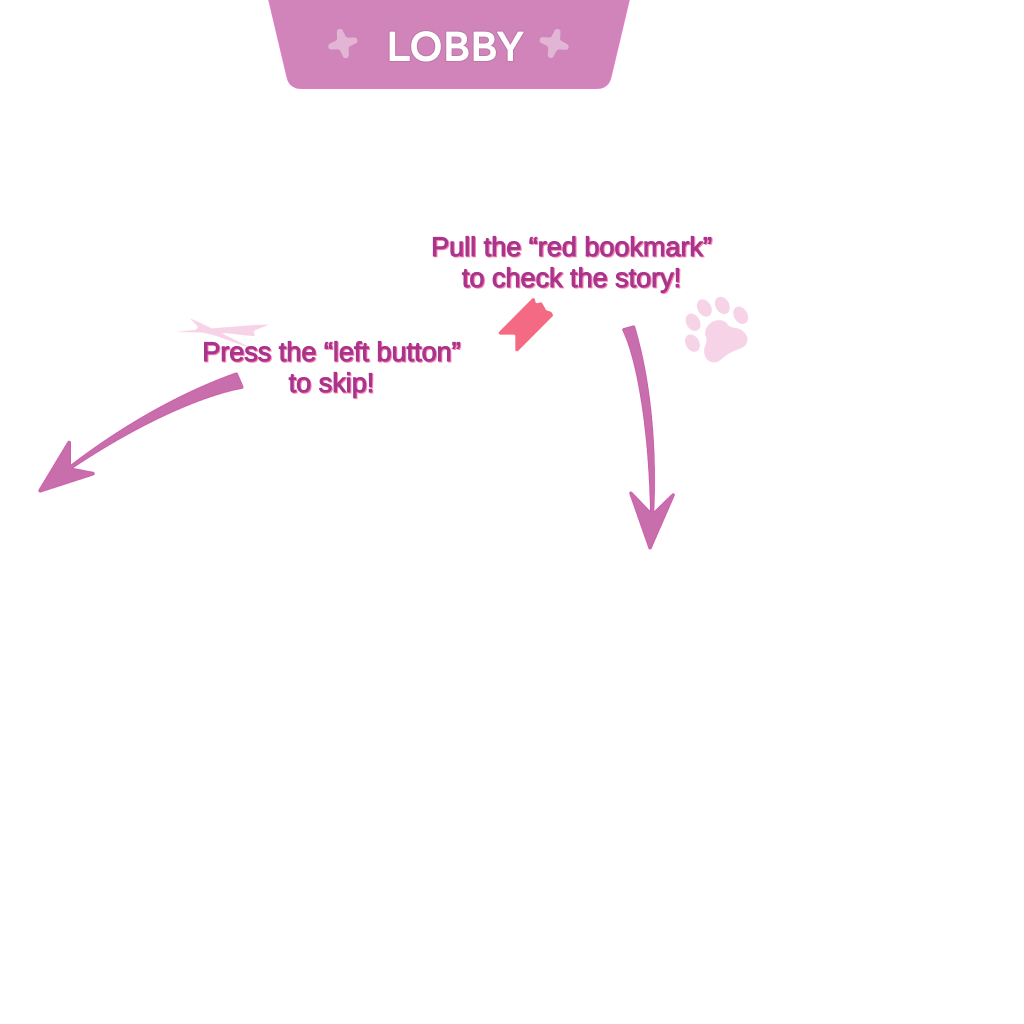 LOBBY
Pull the “red bookmark”
to check the story!
Press the “left button”
to skip!